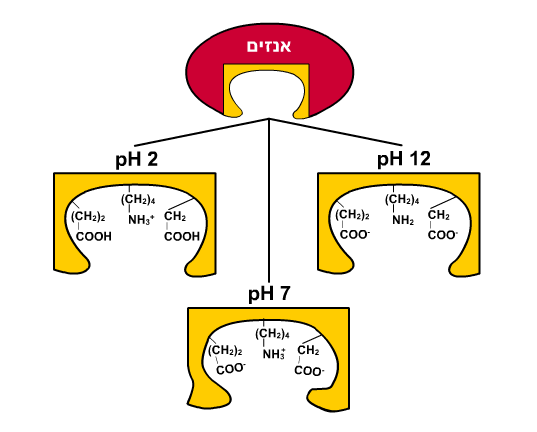 אנזים
pH 2
(CH₂)₂
COOH
(CH₂)₄
NH₃⁺
CH₂
COOH
pH 12
(CH₂)₂
COO⁻
(CH₂)₄
NH₂
CH₂
COO⁻
pH 7
(CH₂)₂
COO⁻
(CH₂)₄
NH₃⁺
CH₂
COO⁻